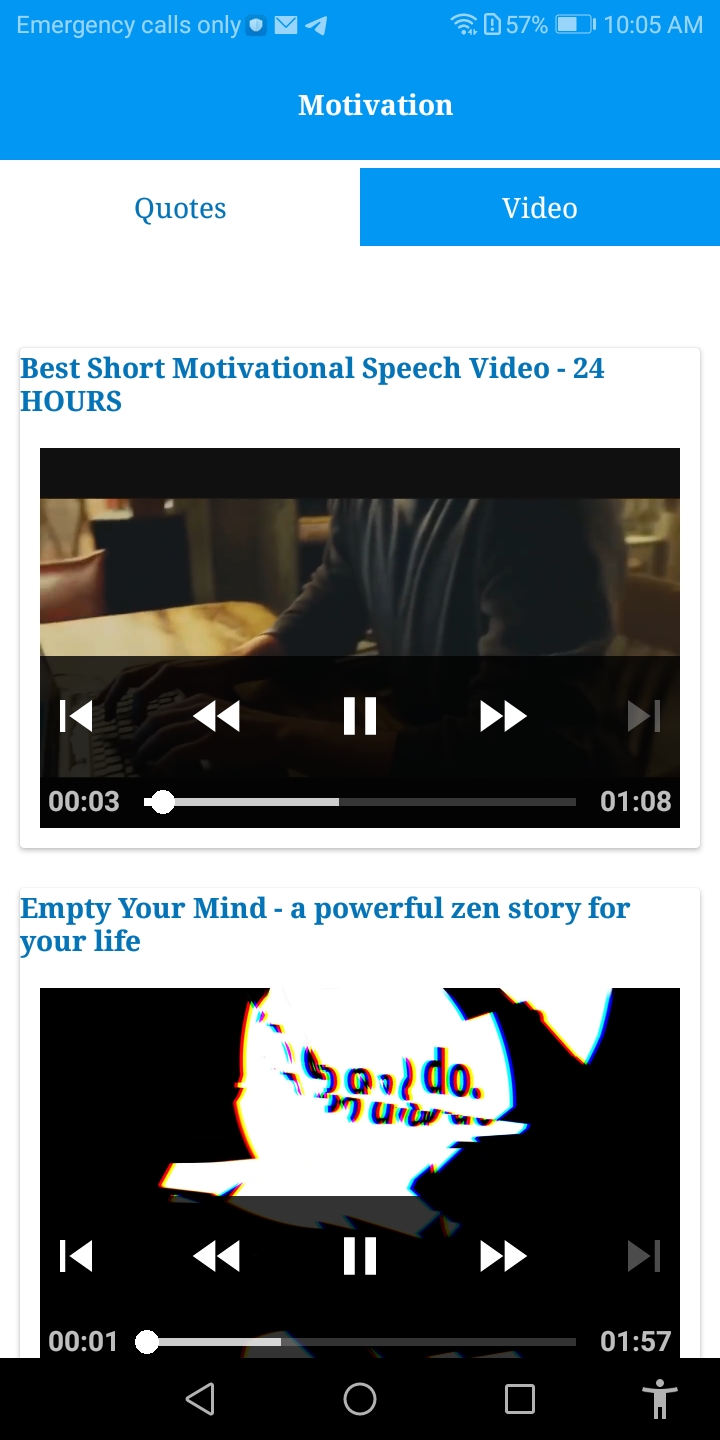 Emergency calls only 57% 10:05 AM
Motivation
Quotes Video
Best Short Motivational Speech Video - 24
HOURS
00:03 01:08
Empty Your Mind - a powerful zen story for
your life
do.
00:01 01:57